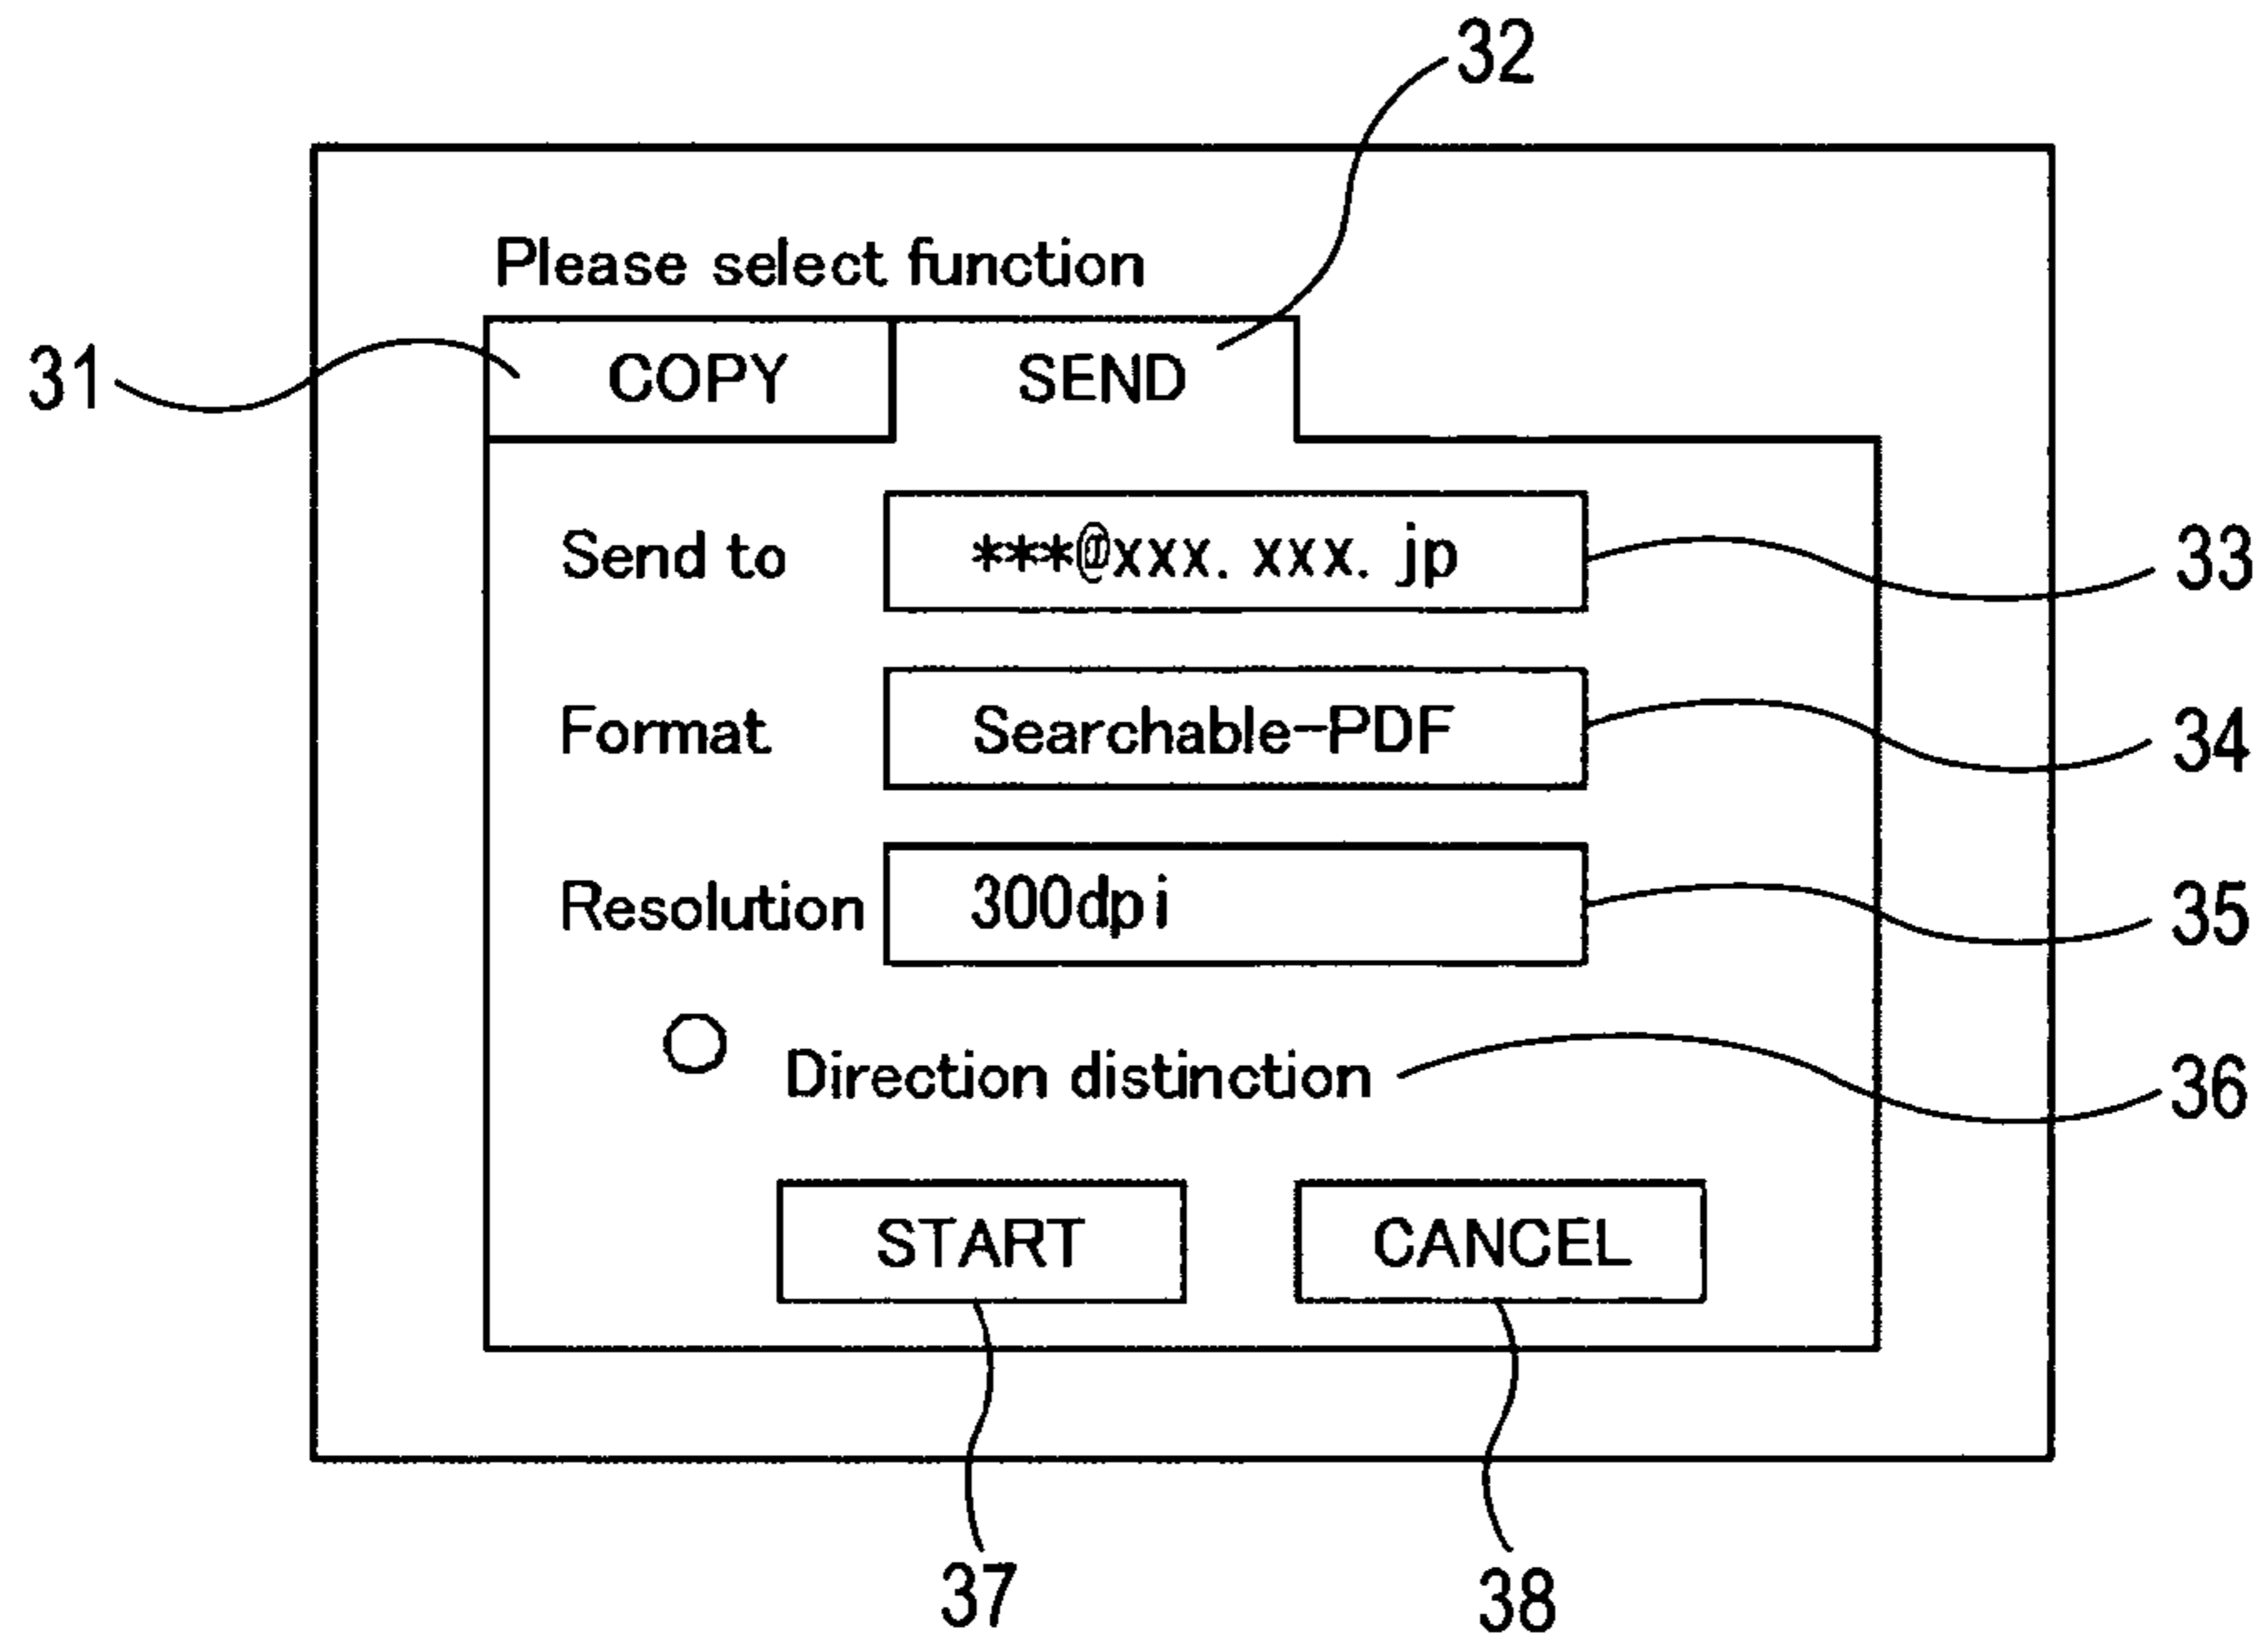 32
Please select function
31
COPY SEND
Send to ***@xxx. xxx. jp 33
Format Searchable-PDF 34
Resolution 300dpi 35
Direction distinction 36
START CANCEL
37 38